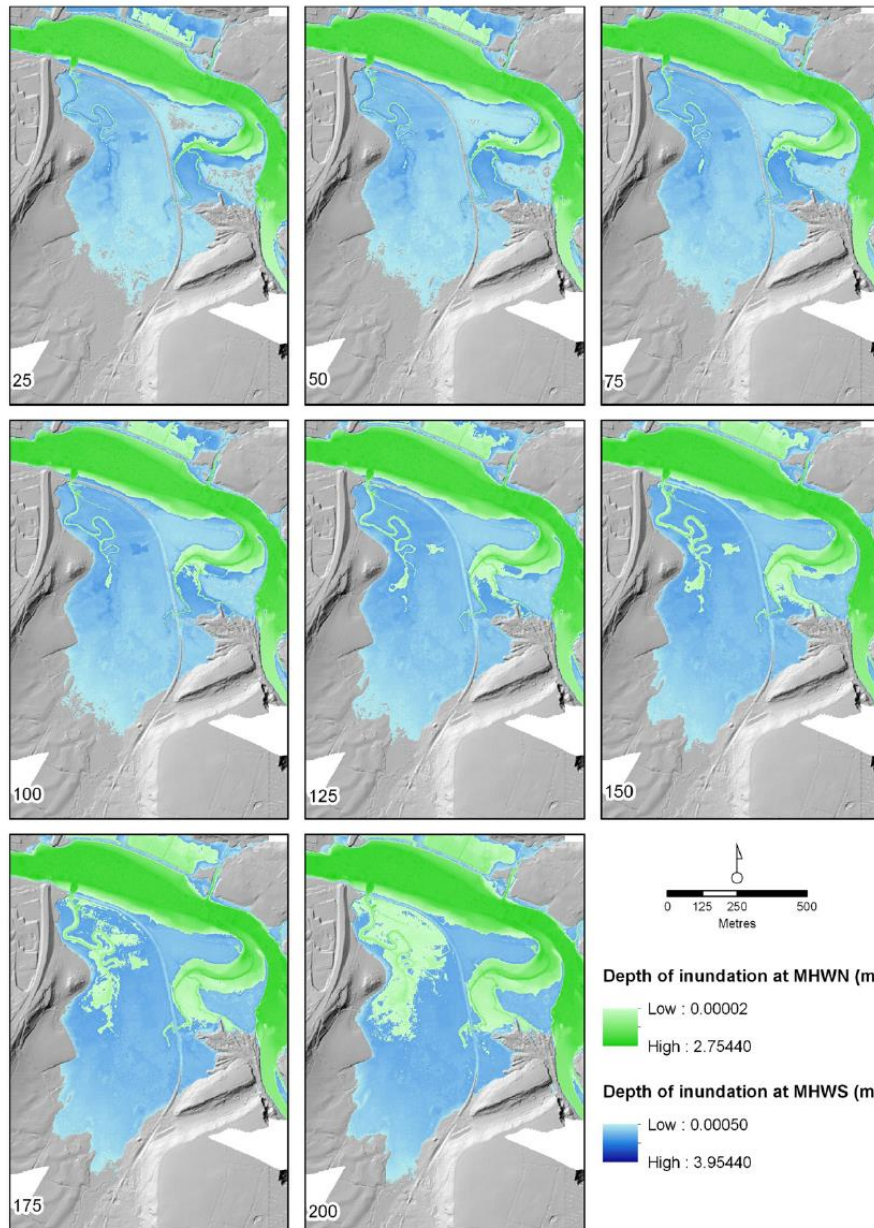 25
50
75
100
125
150
175
200
0 125 250 500
Metres
Depth of inundation at MHWN (m
Low : 0.00002
High : 2.75440
Depth of inundation at MHWS (m
Low : 0.00050
High : 3.95440